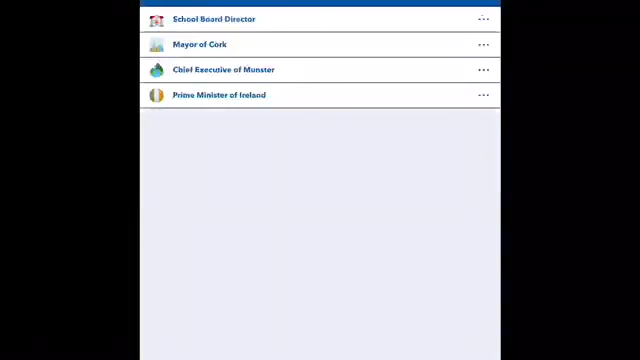 School Board Director
Mayor of Cork
Chief Executive of Munster
Prime Minister of Ireland